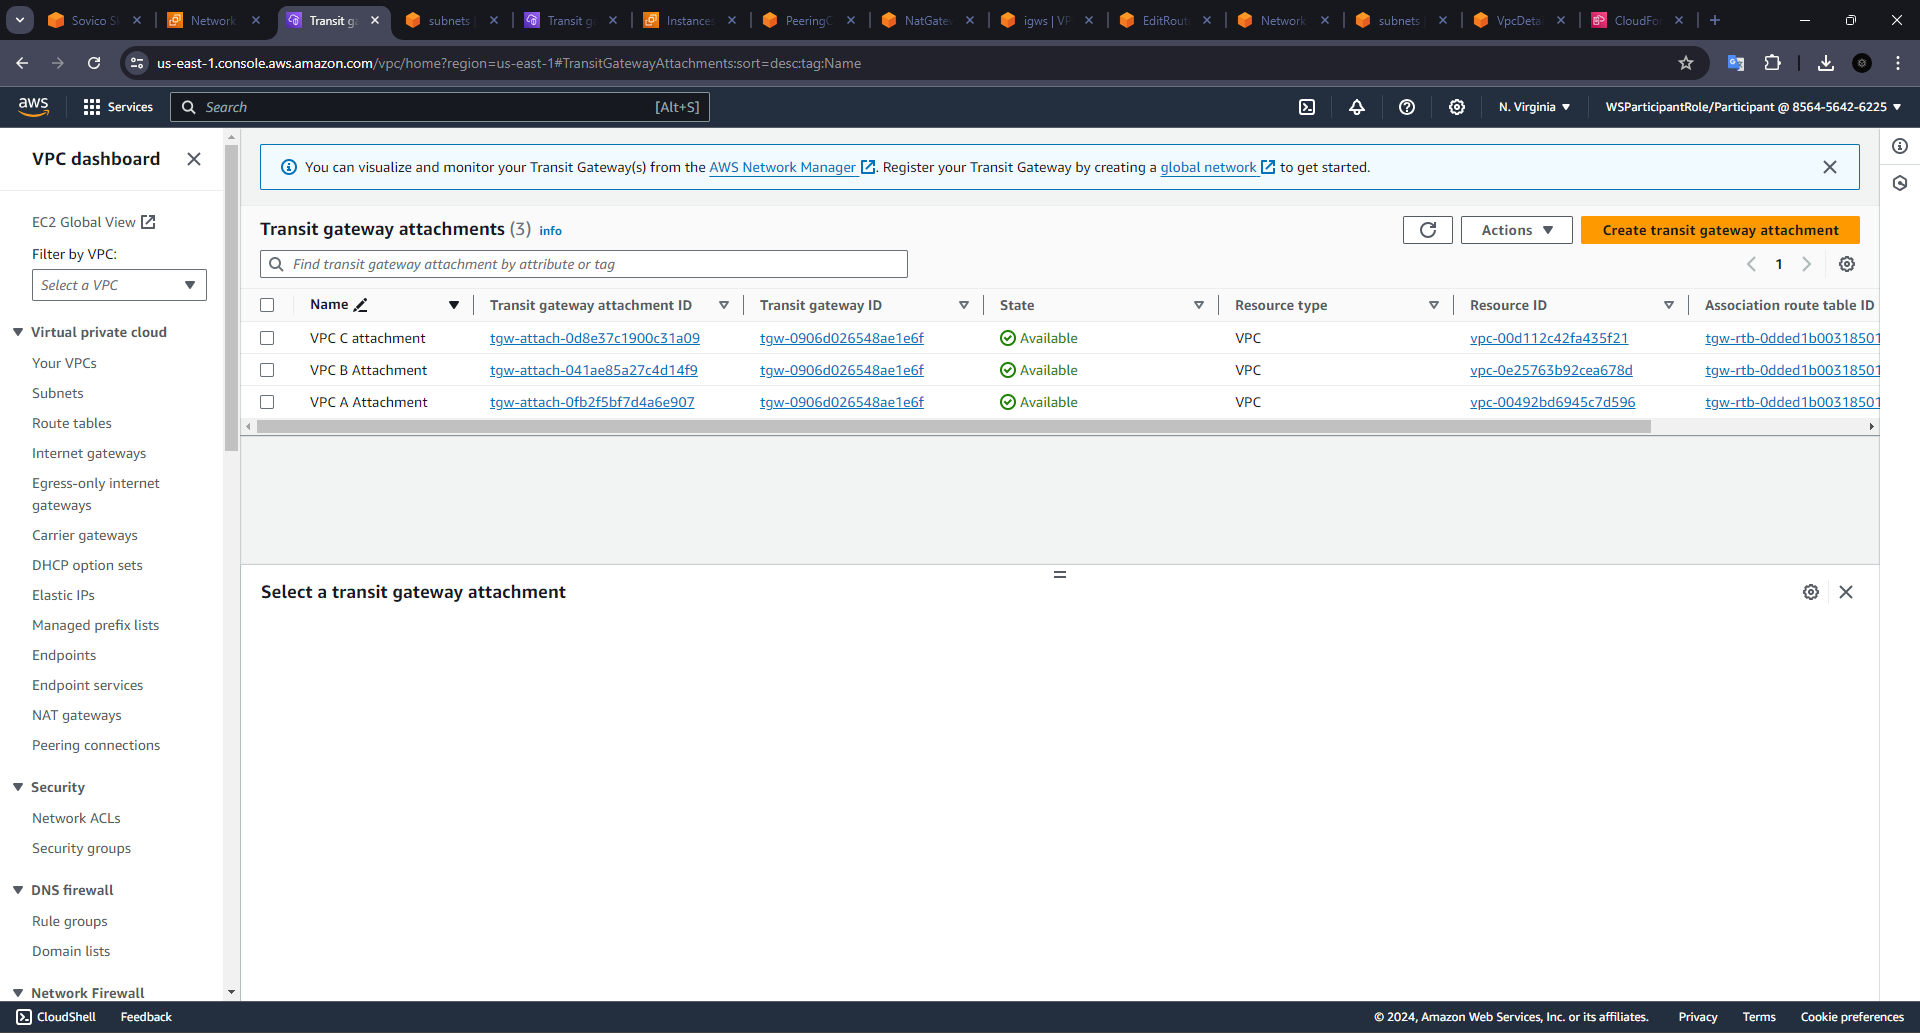 Sovico S
Network
Transit g
subnets
Transit g
Instances
PeeringC
NatGatew
igws | VP
EditRout
Network
subnets
VpcDeta
CloudFo
us-east-1.console.aws.amazon.com/vpc/home?region=us-east-1#TransitGatewayAttachments:sort=desc:tag:Name
aws
Services
Search
[Alt+S]
N. Virginia
WSParticipantRole/Participant @ 8564-5642-6225
VPC dashboard
EC2 Global View
Filter by VPC:
Select a VPC
Virtual private cloud
Your VPCs
Subnets
Route tables
Internet gateways
Egress-only internet
gateways
Carrier gateways
DHCP option sets
Elastic IPs
Managed prefix lists
Endpoints
Endpoint services
NAT gateways
Peering connections
Security
Network ACLs
Security groups
DNS firewall
Rule groups
Domain lists
Network Firewall
You can visualize and monitor your Transit Gateway(s) from the AWS Network Manager. Register your Transit Gateway by creating a global network to get started.
Transit gateway attachments (3) info
Actions
Create transit gateway attachment
Find transit gateway attachment by attribute or tag
1
Name Transit gateway attachment ID Transit gateway ID State Resource type Resource ID Association route table ID
VPC C attachment tgw-attach-0d8e37c1900c31a09 tgw-0906d026548ae1e6f Available VPC vpc-00d112c42fa435f21 tgw-rtb-0dded1b00318501
VPC B Attachment tgw-attach-041ae85a27c4d14f9 tgw-0906d026548ae1e6f Available VPC vpc-0e25763b92cea678d tgw-rtb-0dded1b00318501
VPC A Attachment tgw-attach-0fb2f5bf7d4a6e907 tgw-0906d026548ae1e6f Available VPC vpc-00492bd6945c7d596 tgw-rtb-0dded1b00318501
Select a transit gateway attachment
CloudShell
Feedback
© 2024, Amazon Web Services, Inc. or its affiliates.
Privacy
Terms
Cookie preferences